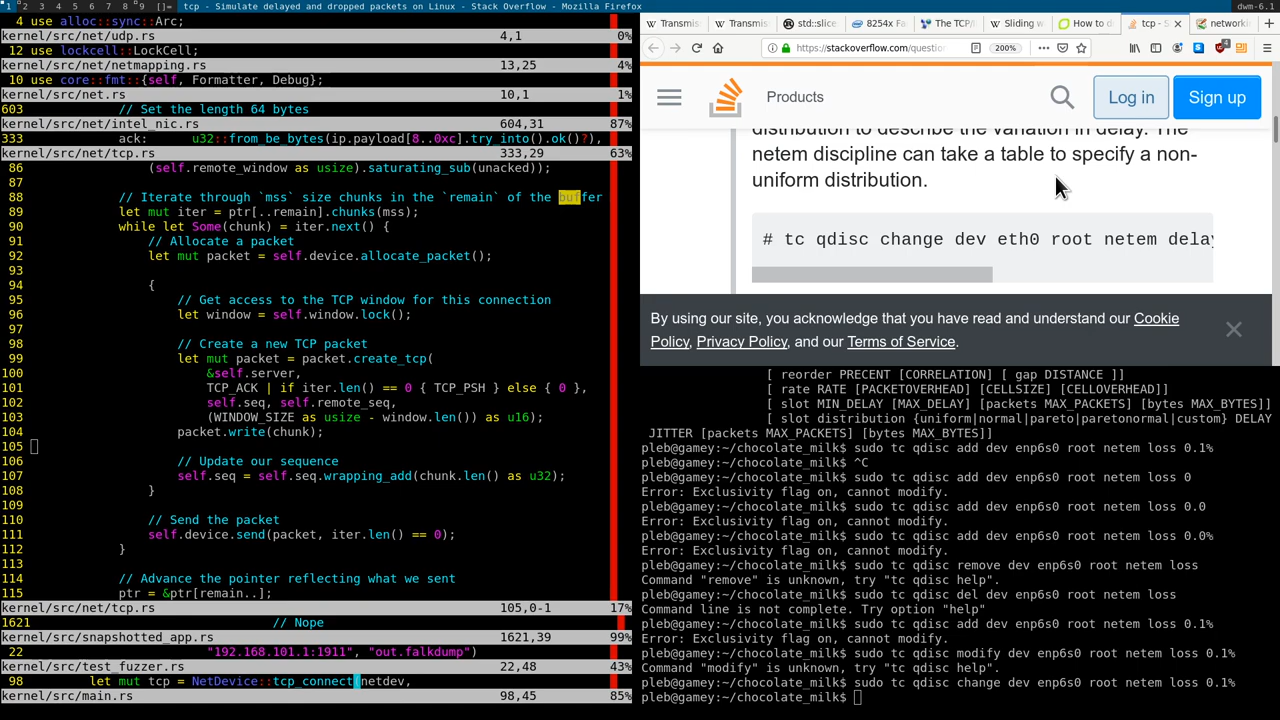 1 2 3 4 5 6 7 8 9 []= tcp - Simulate delayed and dropped packets on Linux - Stack Overflow - Mozilla Firefox dwm-6.1
4 use alloc::sync::Arc;
kernel/src/net/udp.rs 4,1 0%
12 use lockcell::LockCell;
kernel/src/net/netmapping.rs 13,25 4%
10 use core::fmt::{self, Formatter, Debug};
kernel/src/net.rs 10,1 1%
603 // Set the length 64 bytes
kernel/src/net/intel_nic.rs 604,31 87%
333 ack: u32::from_be_bytes(ip.payload[8..0xc].try_into().ok()?),
kernel/src/net/tcp.rs 333,29 63%
86 (self.remote_window as usize).saturating_sub(unacked));
87
88 // Iterate through `mss` size chunks in the `remain` of the buffer
89 let mut iter = ptr[..remain].chunks(mss);
90 while let Some(chunk) = iter.next() {
91 // Allocate a packet
92 let mut packet = self.device.allocate_packet();
93
94 {
95 // Get access to the TCP window for this connection
96 let window = self.window.lock();
97
98 // Create a new TCP packet
99 let mut packet = packet.create_tcp(
100 &self.server,
101 TCP_ACK | if iter.len() == 0 { TCP_PSH } else { 0 },
102 self.seq, self.remote_seq,
103 (WINDOW_SIZE as usize - window.len()) as u16);
104 packet.write(chunk);
105
106 // Update our sequence
107 self.seq = self.seq.wrapping_add(chunk.len() as u32);
108 }
109
110 // Send the packet
111 self.device.send(packet, iter.len() == 0);
112 }
113
114 // Advance the pointer reflecting what we sent
115 ptr = &ptr[remain..];
kernel/src/net/tcp.rs 105,0-1 17%
1621 // Nope
kernel/src/snapshotted_app.rs 1621,39 99%
22 "192.168.101.1:1911", "out.falkdump")
kernel/src/test_fuzzer.rs 22,48 43%
98 let mut tcp = NetDevice::tcp_connect(netdev,
kernel/src/main.rs 98,45 85%
Transmis Transmis std::slice 8254x Fa The TCP/I Sliding w How to d tcp - S networki
https://stackoverflow.com/questio 200%
Products Log in Sign up
distribution to describe the variation in delay. The
netem discipline can take a table to specify a non-
uniform distribution.
# tc qdisc change dev eth0 root netem delay
By using our site, you acknowledge that you have read and understand our Cookie
Policy, Privacy Policy, and our Terms of Service.
[ reorder PERCENT [CORRELATION] [ gap DISTANCE ]]
[ rate RATE [PACKETOVERHEAD] [CELLSIZE] [CELLOVERHEAD]]
[ slot MIN_DELAY [MAX_DELAY] [packets MAX_PACKETS] [bytes MAX_BYTES]]
[ slot distribution {uniform|normal|pareto|paretonormal|custom} DELAY
JITTER [packets MAX_PACKETS] [bytes MAX_BYTES]]
pleb@gamey:~/chocolate_milk$ sudo tc qdisc add dev enp6s0 root netem loss 0.1%
pleb@gamey:~/chocolate_milk$ ^C
pleb@gamey:~/chocolate_milk$ sudo tc qdisc add dev enp6s0 root netem loss 0
Error: Exclusivity flag on, cannot modify.
pleb@gamey:~/chocolate_milk$ sudo tc qdisc add dev enp6s0 root netem loss 0.0
Error: Exclusivity flag on, cannot modify.
pleb@gamey:~/chocolate_milk$ sudo tc qdisc add dev enp6s0 root netem loss 0.0%
Error: Exclusivity flag on, cannot modify.
pleb@gamey:~/chocolate_milk$ sudo tc qdisc remove dev enp6s0 root netem loss
Command "remove" is unknown, try "tc qdisc help".
pleb@gamey:~/chocolate_milk$ sudo tc qdisc del dev enp6s0 root netem loss
Command line is not complete. Try option "help"
pleb@gamey:~/chocolate_milk$ sudo tc qdisc add dev enp6s0 root netem loss 0.1%
Error: Exclusivity flag on, cannot modify.
pleb@gamey:~/chocolate_milk$ sudo tc qdisc modify dev enp6s0 root netem loss 0.1%
Command "modify" is unknown, try "tc qdisc help".
pleb@gamey:~/chocolate_milk$ sudo tc qdisc change dev enp6s0 root netem loss 0.1%
pleb@gamey:~/chocolate_milk$